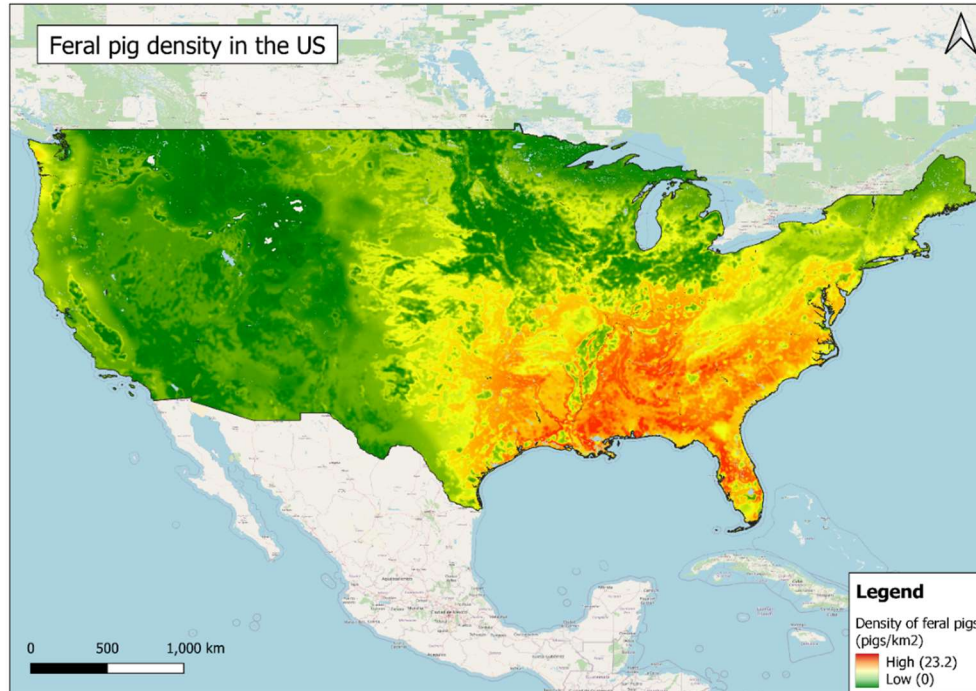 Feral pig density in the US
0
500
1,000 km
Legend
Density of feral pigs
(pigs/km2)
High (23.2)
Low (0)